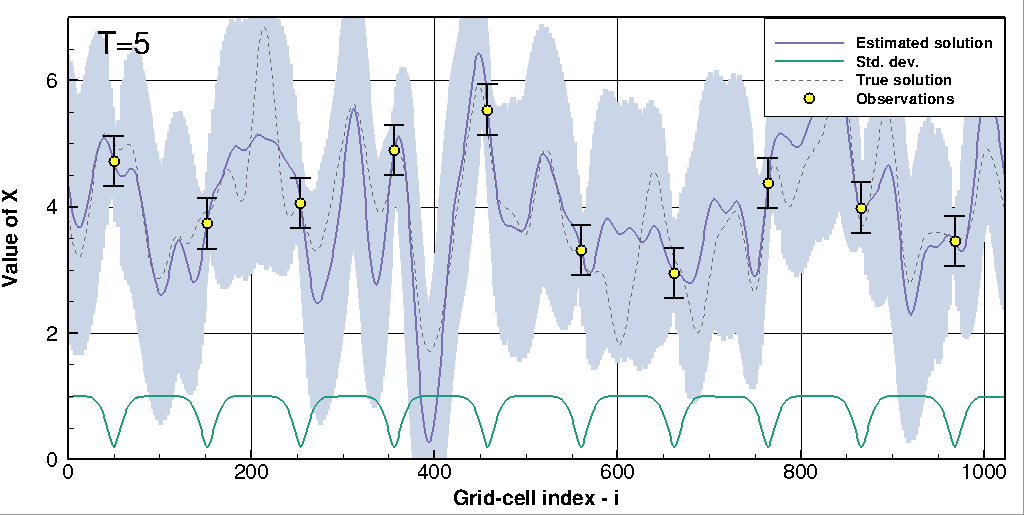 T=5
Estimated solution
Std. dev.
True solution
Observations
Value of X
6
4
2
0
0 200 400 600 800 1000
Grid-cell index - i